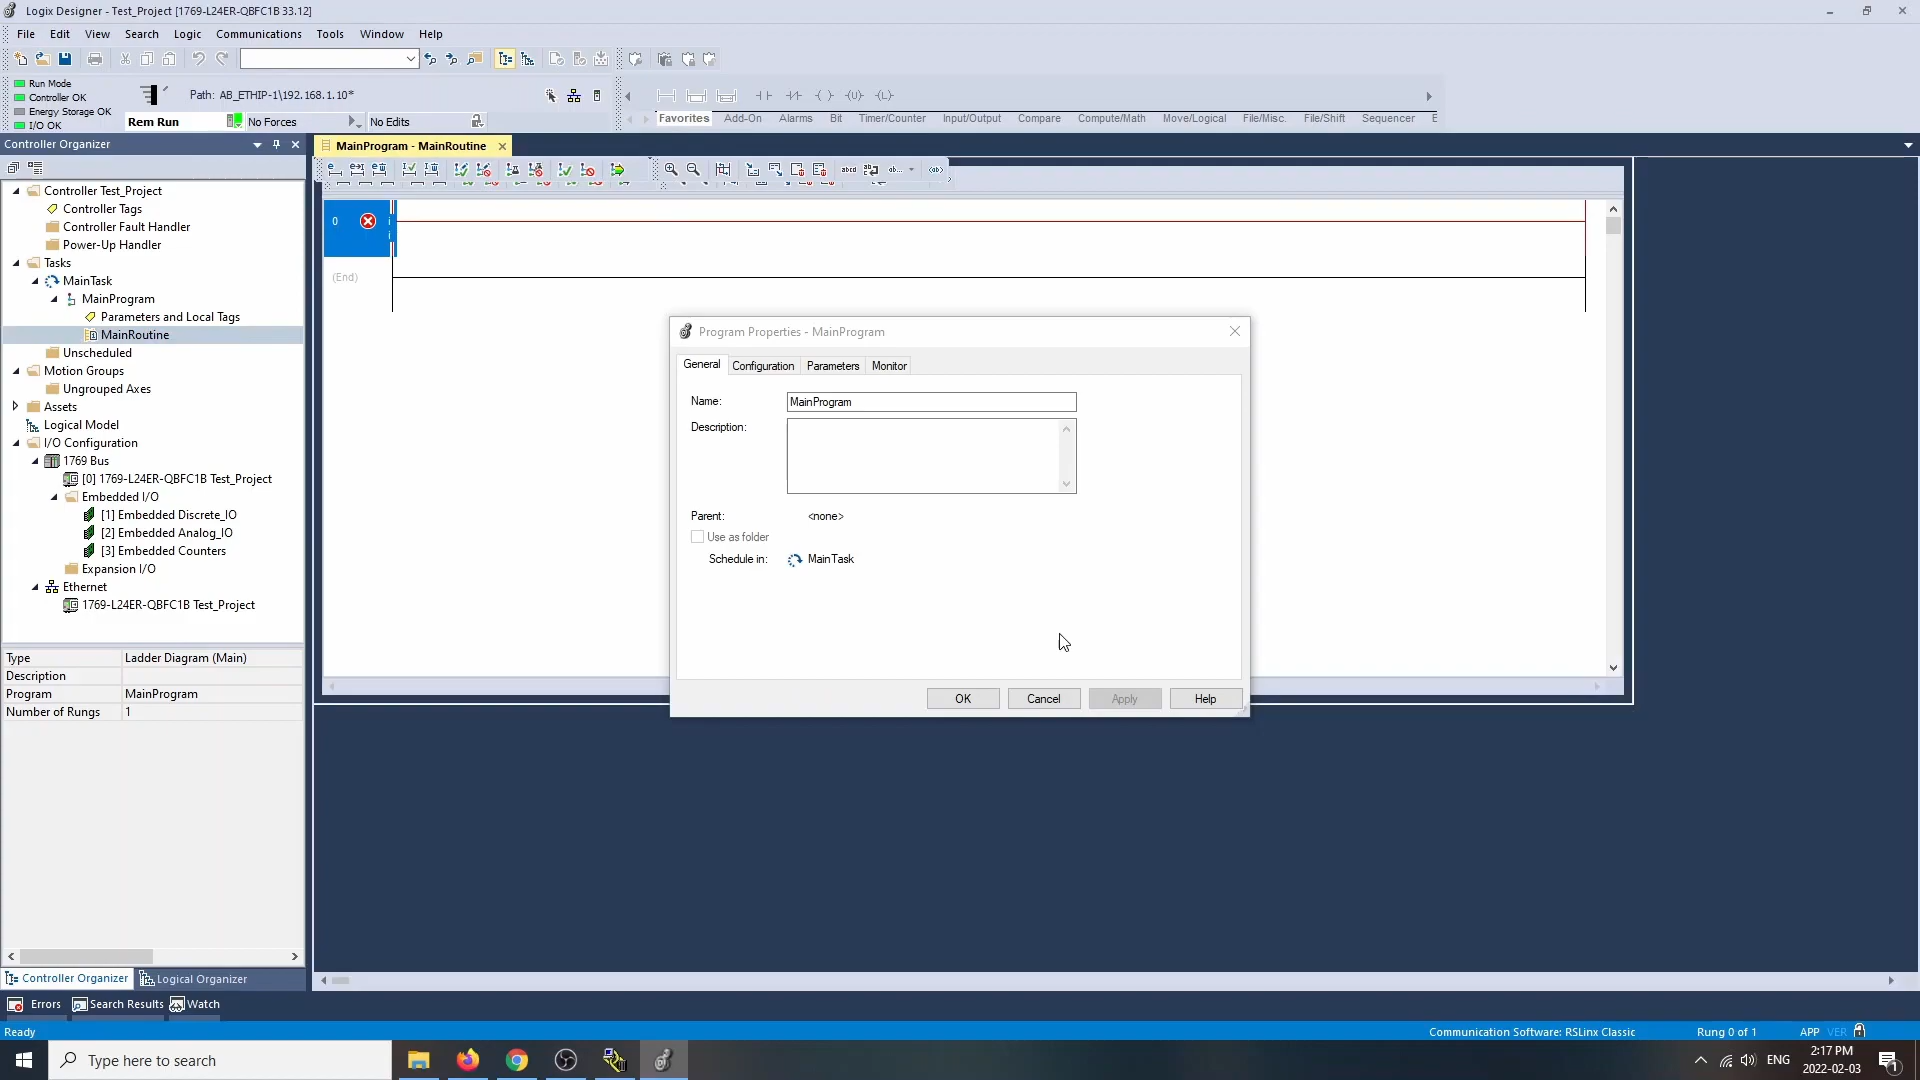 Logix Designer - Test_Project [1769-L24ER-QBFC1B 33.12]
File Edit View Search Logic Communications Tools Window Help
Run Mode
Controller OK
Energy Storage OK
I/O OK
Path: AB_ETHIP-1\192.168.1.10*
Rem Run No Forces No Edits
Favorites Add-On Alarms Bit Timer/Counter Input/Output Compare Compute/Math Move/Logical File/Misc. File/Shift Sequencer E
Controller Organizer
MainProgram - MainRoutine
Controller Test_Project
Controller Tags
Controller Fault Handler
Power-Up Handler
Tasks
MainTask
MainProgram
Parameters and Local Tags
MainRoutine
Unscheduled
Motion Groups
Ungrouped Axes
Assets
Logical Model
I/O Configuration
1769 Bus
[0] 1769-L24ER-QBFC1B Test_Project
Embedded I/O
[1] Embedded Discrete_IO
[2] Embedded Analog_IO
[3] Embedded Counters
Expansion I/O
Ethernet
1769-L24ER-QBFC1B Test_Project
Type Ladder Diagram (Main)
Description
Program MainProgram
Number of Rungs 1
Controller Organizer Logical Organizer
0
i
i
(End)
Program Properties - MainProgram
General Configuration Parameters Monitor
Name: MainProgram
Description:
Parent: <none>
Use as folder
Schedule in: MainTask
OK Cancel Apply Help
Errors Search Results Watch
Ready
Communication Software: RSLinx Classic Rung 0 of 1 APP VER
Type here to search
ENG
2:17 PM
2022-02-03
1